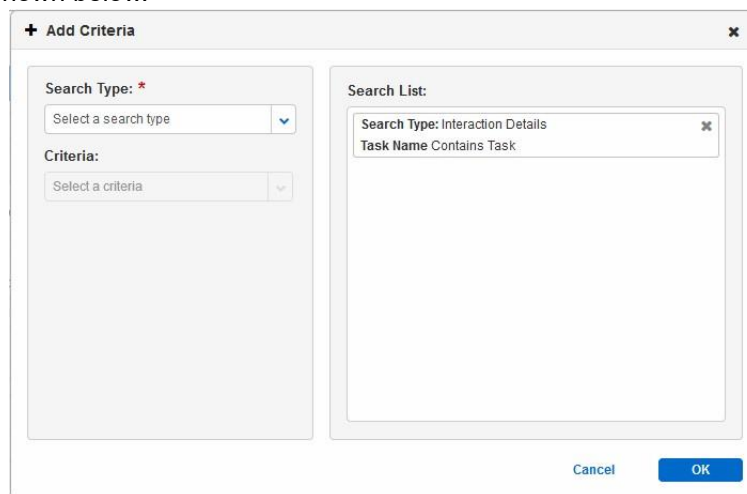 shown below.
Add Criteria
Search Type: *
Select a search type
Criteria:
Select a criteria
Search List:
Search Type: Interaction Details
Task Name Contains Task
Cancel
OK